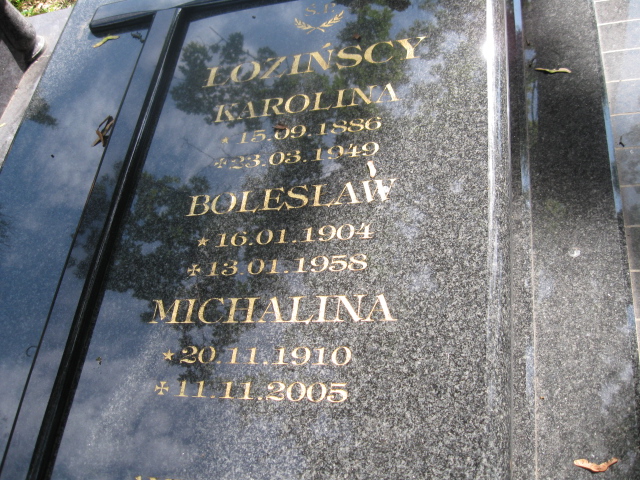 Ś.P.
ŁOZIŃSCY
KAROLINA
* 15.09.1886
+ 23.03.1949
BOLESŁAW
* 16.01.1904
+ 13.01.1958
MICHALINA
* 20.11.1910
+ 11.11.2005